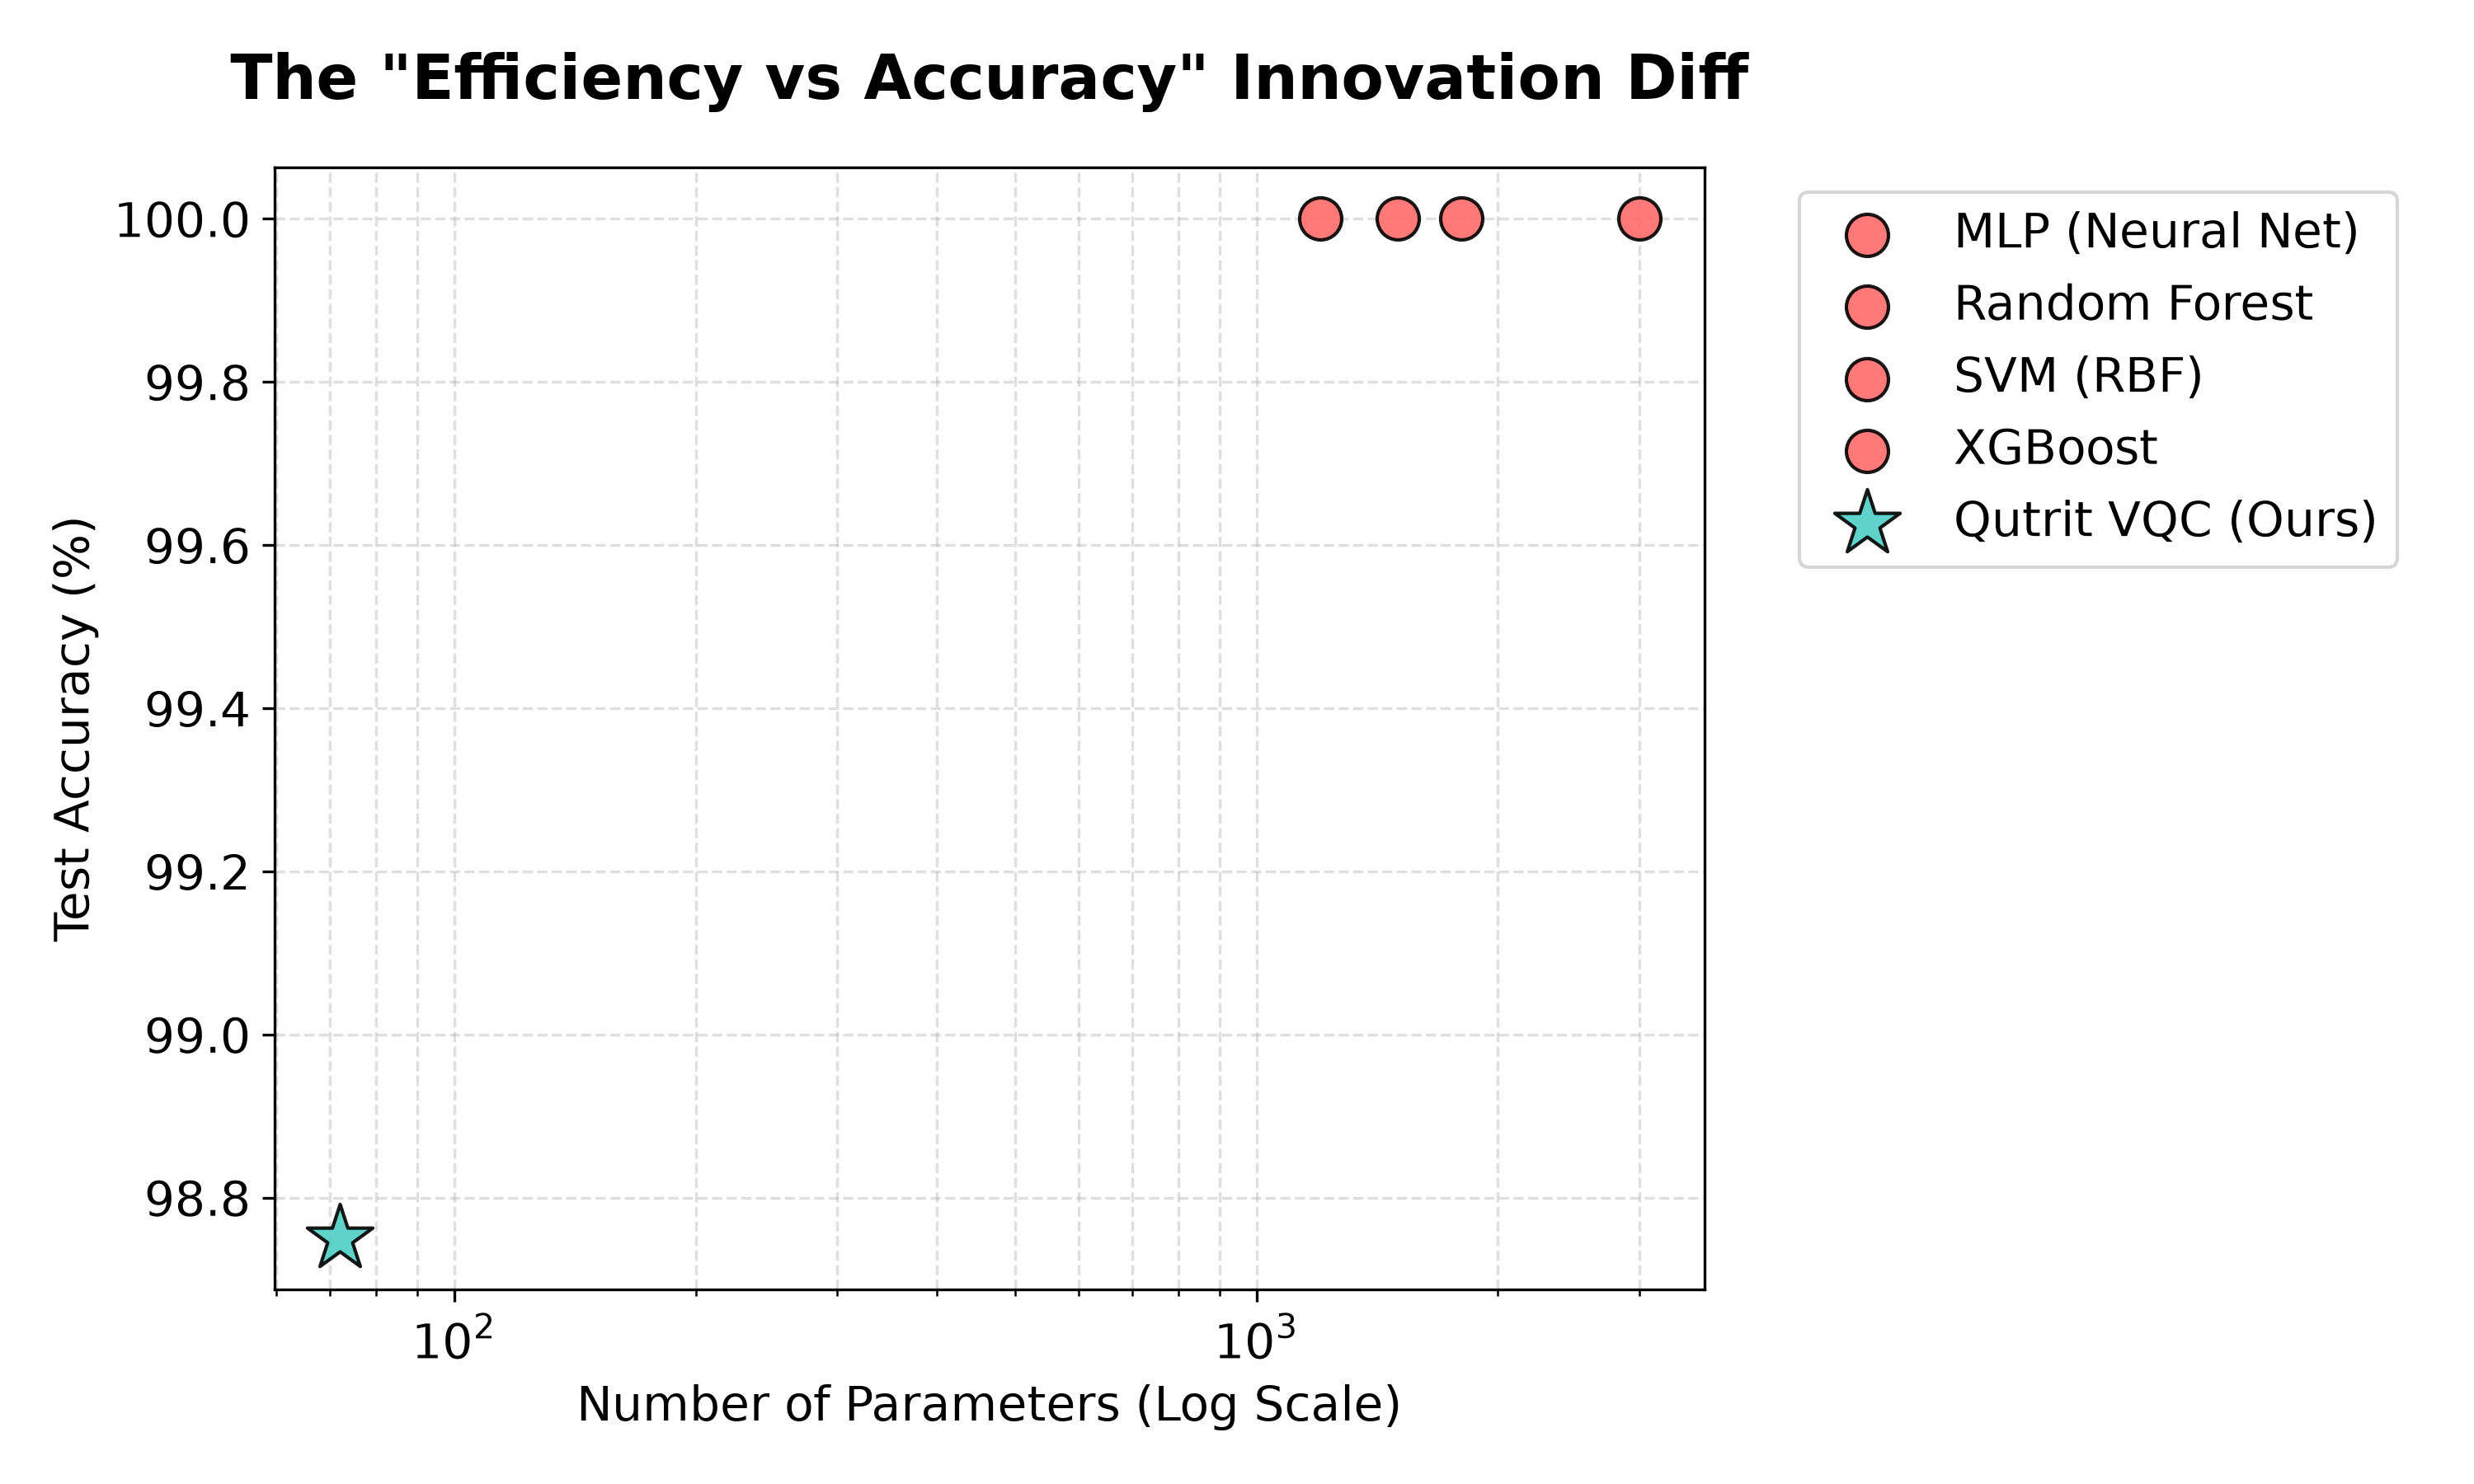 The "Efficiency vs Accuracy" Innovation Diff
100.0
99.8
99.6
99.4
99.2
99.0
98.8
Test Accuracy (%)
10²
10³
Number of Parameters (Log Scale)
MLP (Neural Net)
Random Forest
SVM (RBF)
XGBoost
Qutrit VQC (Ours)